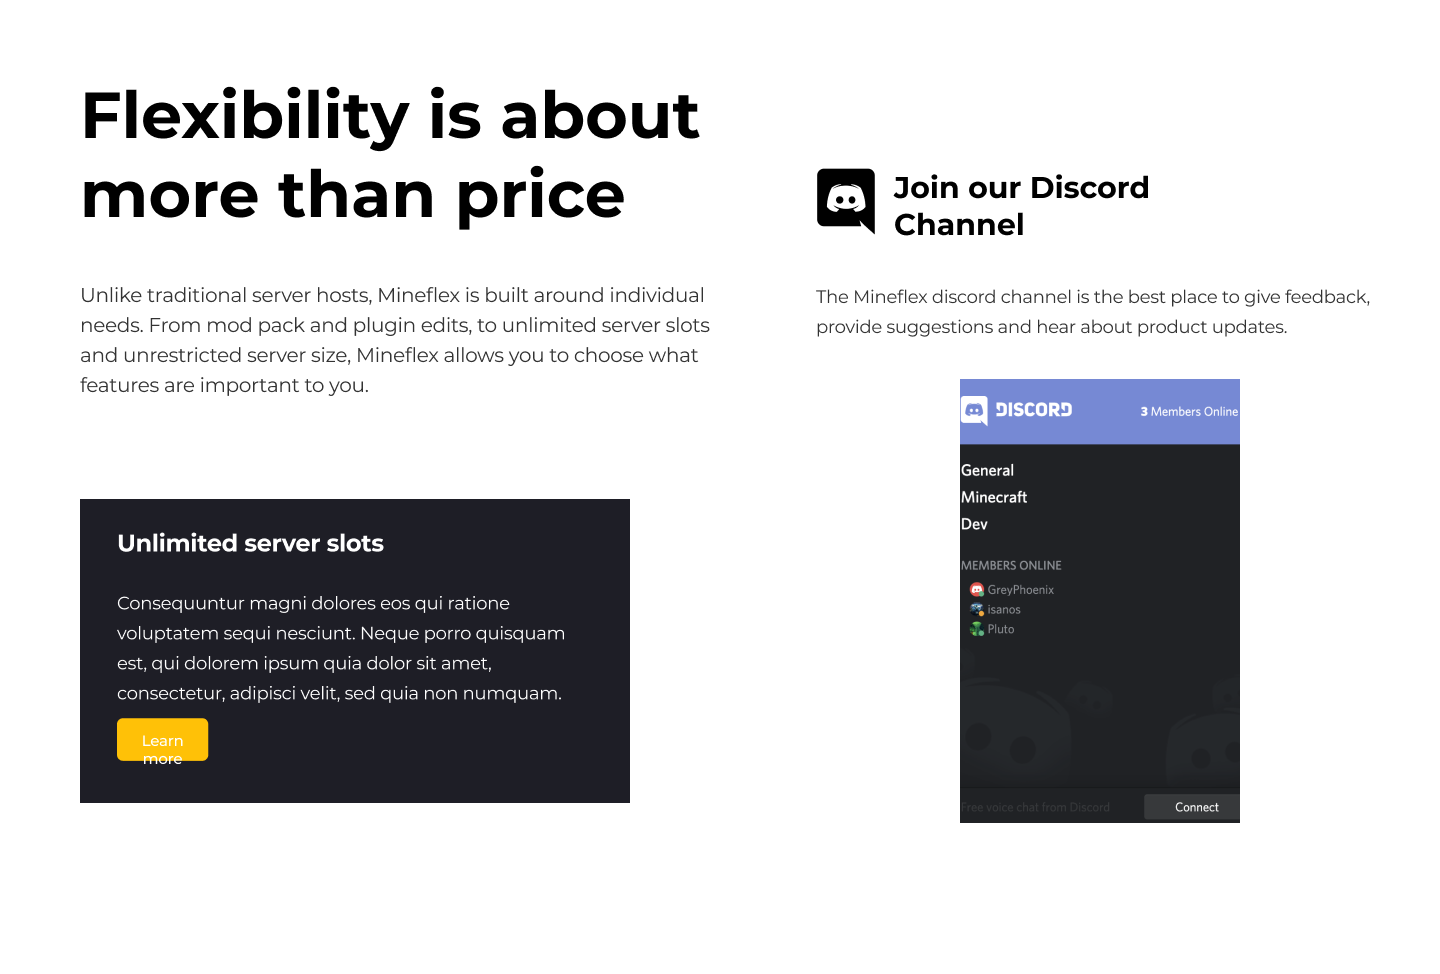 Flexibility is about
more than price
Unlike traditional server hosts, Mineflex is built around individual
needs. From mod pack and plugin edits, to unlimited server slots
and unrestricted server size, Mineflex allows you to choose what
features are important to you.
Unlimited server slots
Consequuntur magni dolores eos qui ratione
voluptatem sequi nesciunt. Neque porro quisquam
est, qui dolorem ipsum quia dolor sit amet,
consectetur, adipisci velit, sed quia non numquam.
Learn
more
Join our Discord
Channel
The Mineflex discord channel is the best place to give feedback,
provide suggestions and hear about product updates.
DISCORD
3 Members Online
General
Minecraft
Dev
MEMBERS ONLINE
GreyPhoenix
isanos
Pluto
Free voice chat from Discord
Connect